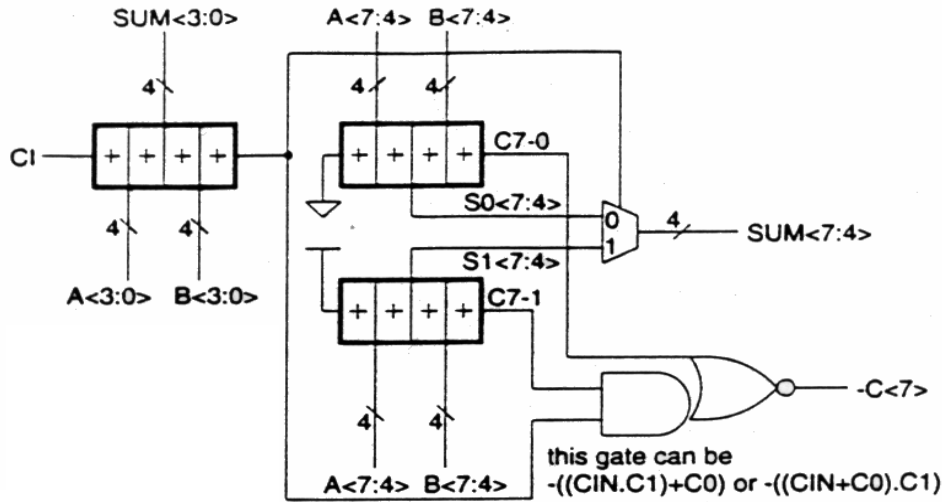 SUM<3:0>
A<7:4> B<7:4>
4
4
4
CI
+ + + +
+ + + +
C7-0
S0<7:4>
0
4
SUM<7:4>
4
4
1
S1<7:4>
A<3:0> B<3:0>
C7-1
+ + + +
-C<7>
4
4
this gate can be
-((CIN.C1)+C0) or -((CIN+C0).C1)
A<7:4> B<7:4>